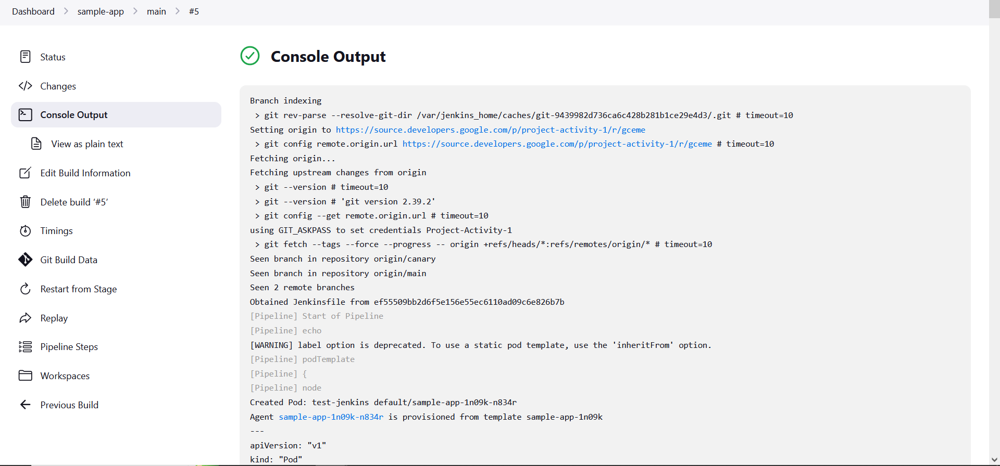 Dashboard > sample-app > main > #5
Status
Changes
Console Output
View as plain text
Edit Build Information
Delete build ‘#5’
Timings
Git Build Data
Restart from Stage
Replay
Pipeline Steps
Workspaces
Previous Build
Console Output
Branch indexing
 > git rev-parse --resolve-git-dir /var/jenkins_home/caches/git-9439982d736ca6c428b281b1ce29e4d3/.git # timeout=10
Setting origin to https://source.developers.google.com/p/project-activity-1/r/gceme
 > git config remote.origin.url https://source.developers.google.com/p/project-activity-1/r/gceme # timeout=10
Fetching origin...
Fetching upstream changes from origin
 > git --version # timeout=10
 > git --version # 'git version 2.39.2'
 > git config --get remote.origin.url # timeout=10
using GIT_ASKPASS to set credentials Project-Activity-1
 > git fetch --tags --force --progress -- origin +refs/heads/*:refs/remotes/origin/* # timeout=10
Seen branch in repository origin/canary
Seen branch in repository origin/main
Seen 2 remote branches
Obtained Jenkinsfile from ef55509bb2d6f5e156e55ec6110ad09c6e826b7b
[Pipeline] Start of Pipeline
[Pipeline] echo
[WARNING] label option is deprecated. To use a static pod template, use the 'inheritFrom' option.
[Pipeline] podTemplate
[Pipeline] {
[Pipeline] node
Created Pod: test-jenkins default/sample-app-1n09k-n834r
Agent sample-app-1n09k-n834r is provisioned from template sample-app-1n09k
---
apiVersion: "v1"
kind: "Pod"